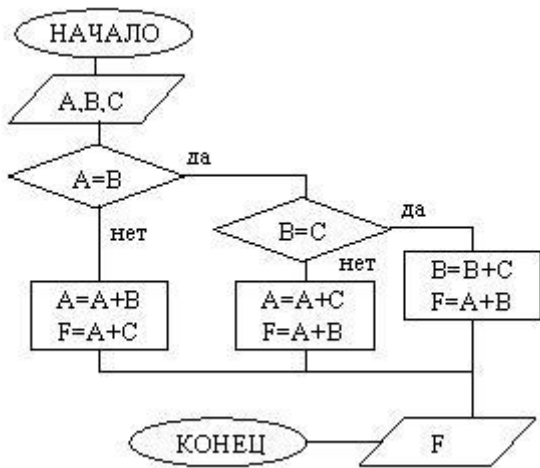 НАЧАЛО
A,B,C
A=B
да
нет
B=C
да
нет
A=A+B
F=A+C
A=A+C
F=A+B
B=B+C
F=A+B
F
КОНЕЦ